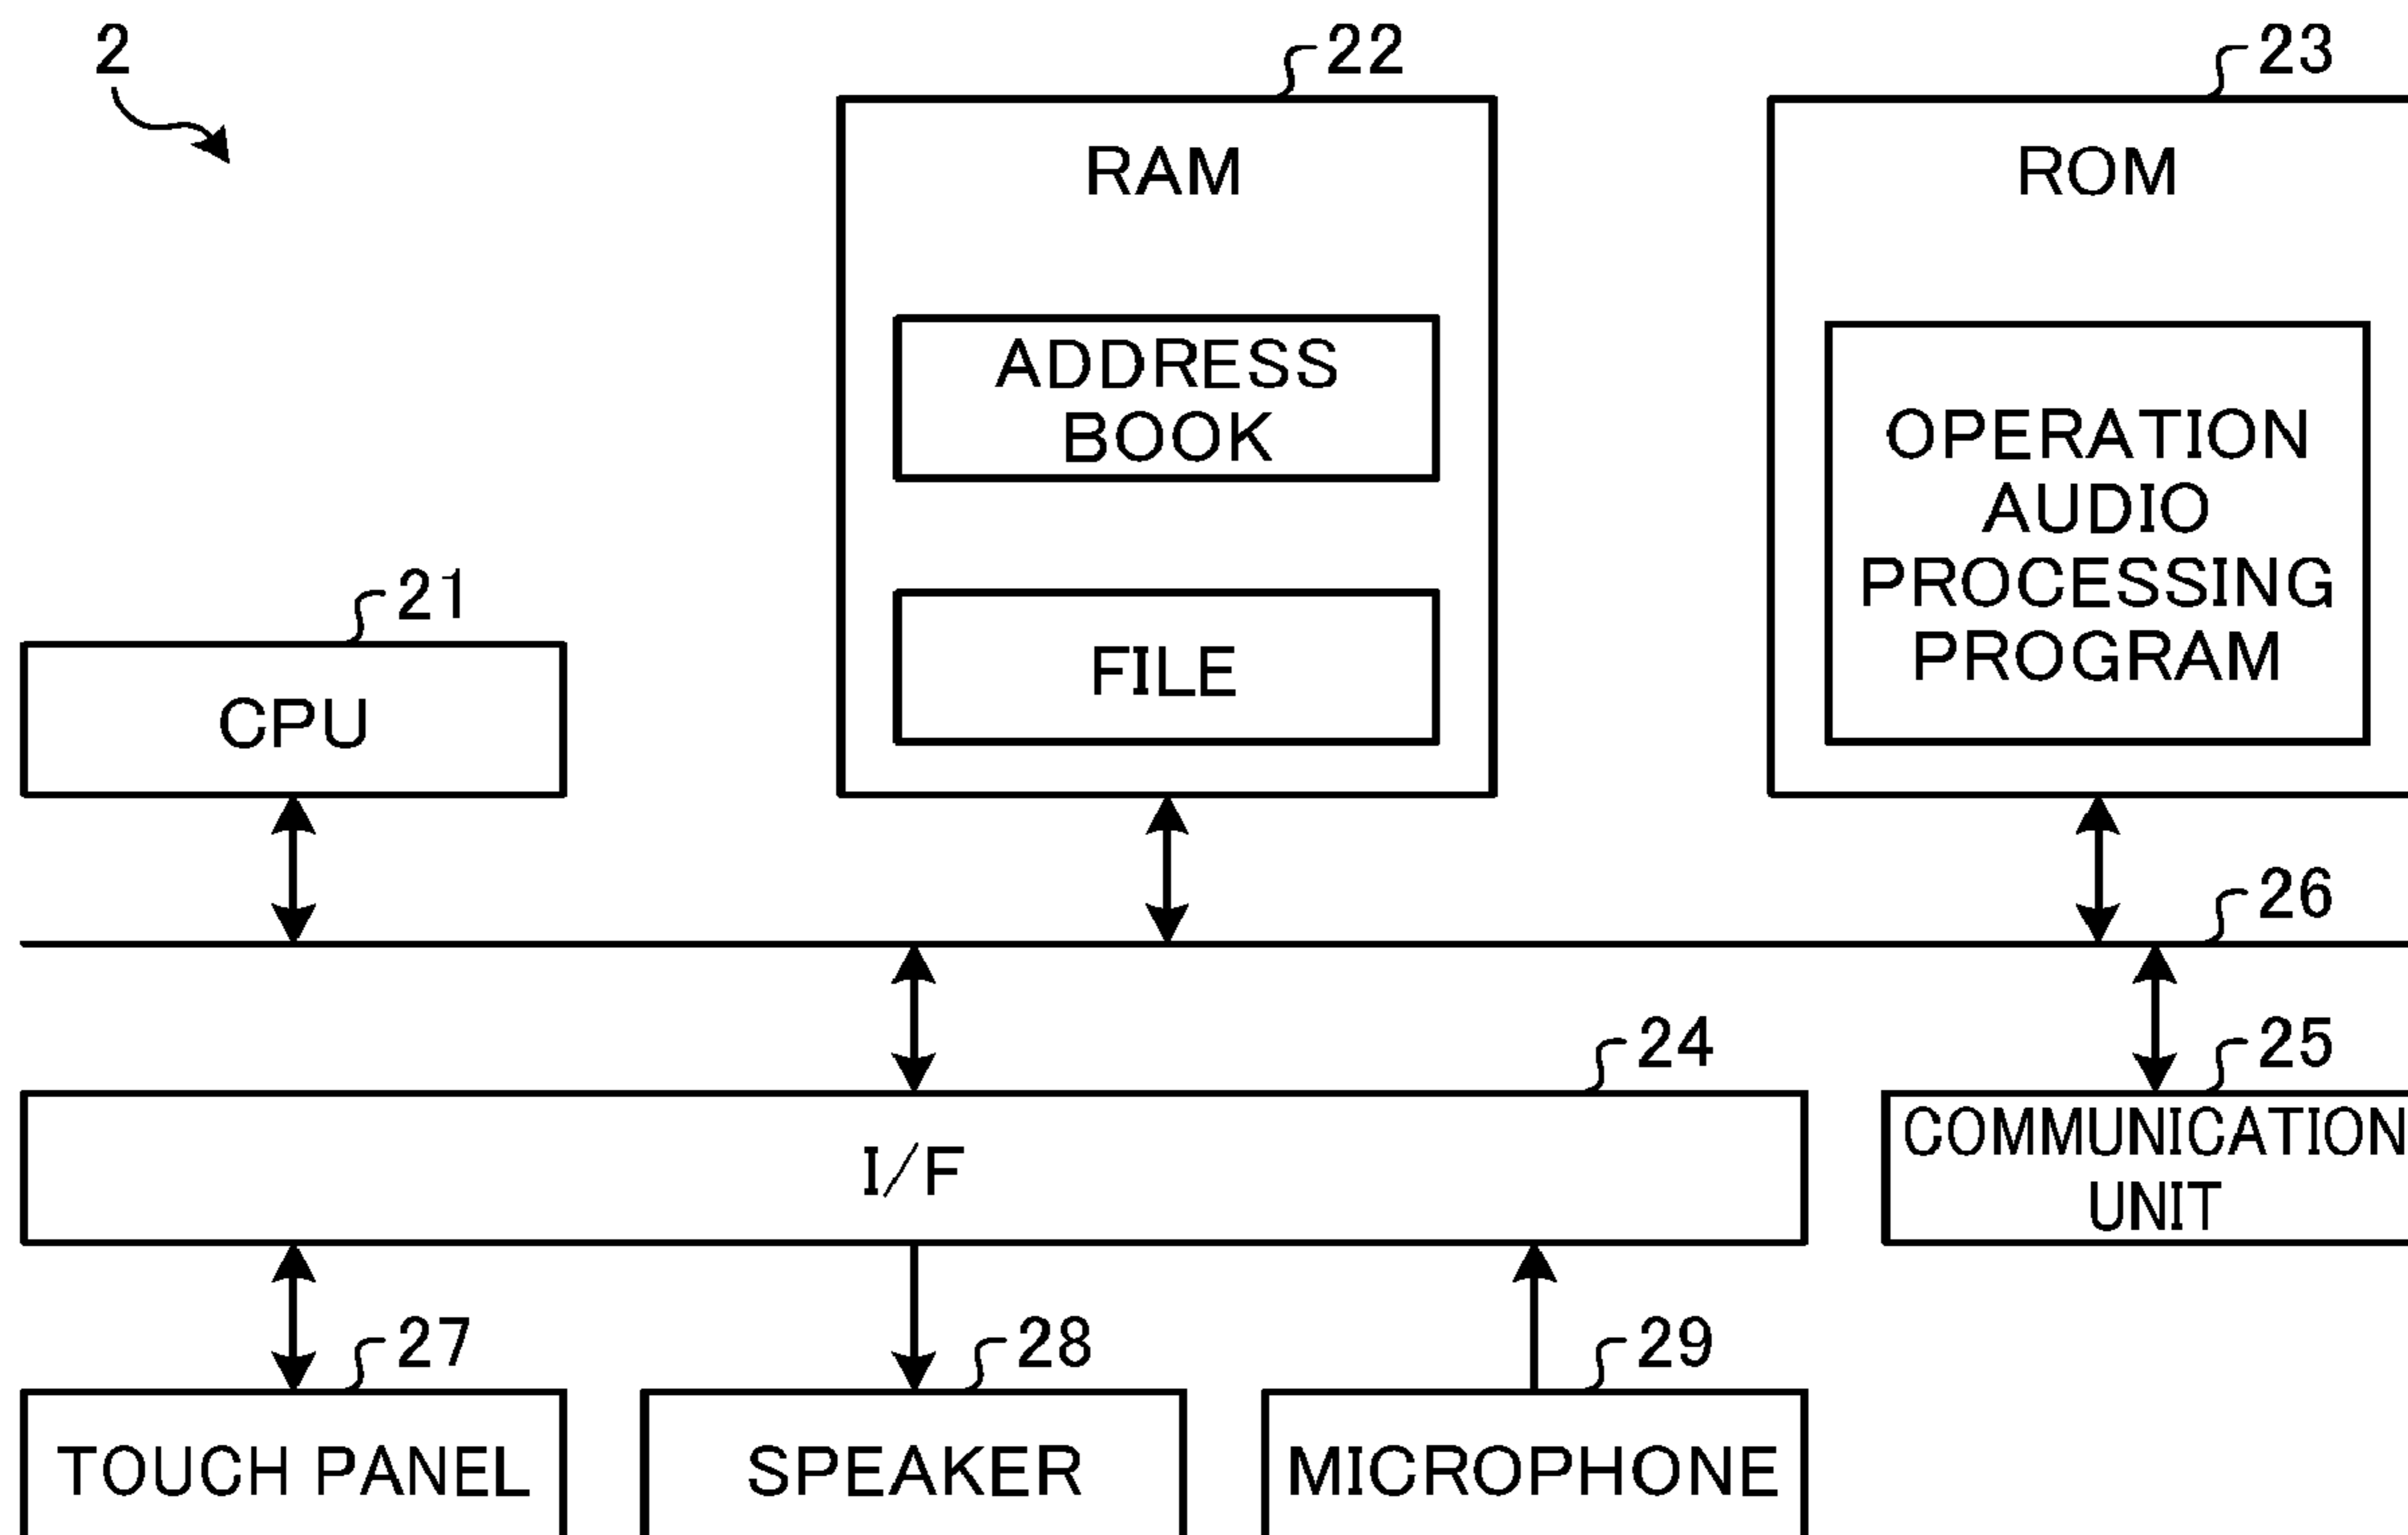 2
22
23
RAM
ROM
ADDRESS
BOOK
OPERATION
AUDIO
PROCESSING
PROGRAM
21
FILE
CPU
26
24
25
I/F
COMMUNICATION
UNIT
27
28
29
TOUCH PANEL
SPEAKER
MICROPHONE